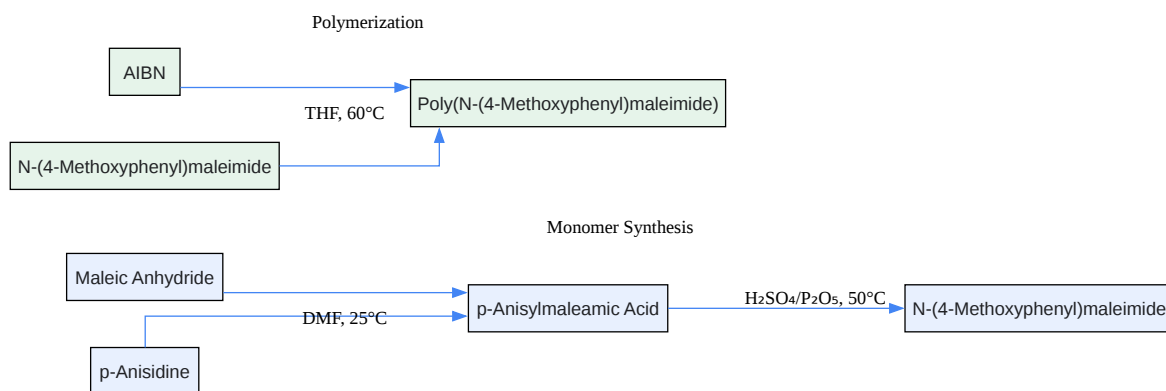 Polymerization
AIBN
THF, 60°C
Poly(N-(4-Methoxyphenyl)maleimide)
N-(4-Methoxyphenyl)maleimide
Monomer Synthesis
Maleic Anhydride
DMF, 25°C
p-Anisidine
p-Anisylmaleamic Acid
H₂SO₄/P₂O₅, 50°C
N-(4-Methoxyphenyl)maleimide